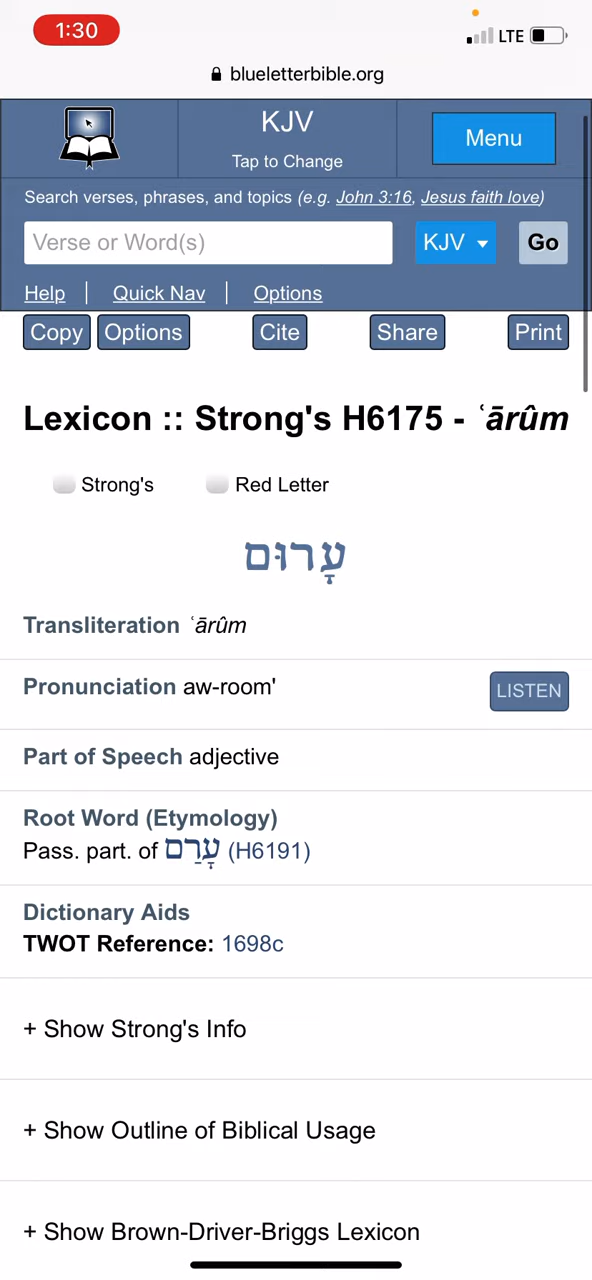 1:30
LTE
blueletterbible.org
KJV
Tap to Change
Menu
Search verses, phrases, and topics (e.g. John 3:16, Jesus faith love)
Verse or Word(s)
KJV
Go
Help | Quick Nav | Options
Copy Options Cite Share Print
Lexicon :: Strong's H6175 - ʿārûm
Strong's Red Letter
עָרוּם
Transliteration ʿārûm
Pronunciation aw-room'
LISTEN
Part of Speech adjective
Root Word (Etymology)
Pass. part. of עָרַם (H6191)
Dictionary Aids
TWOT Reference: 1698c
+ Show Strong's Info
+ Show Outline of Biblical Usage
+ Show Brown-Driver-Briggs Lexicon